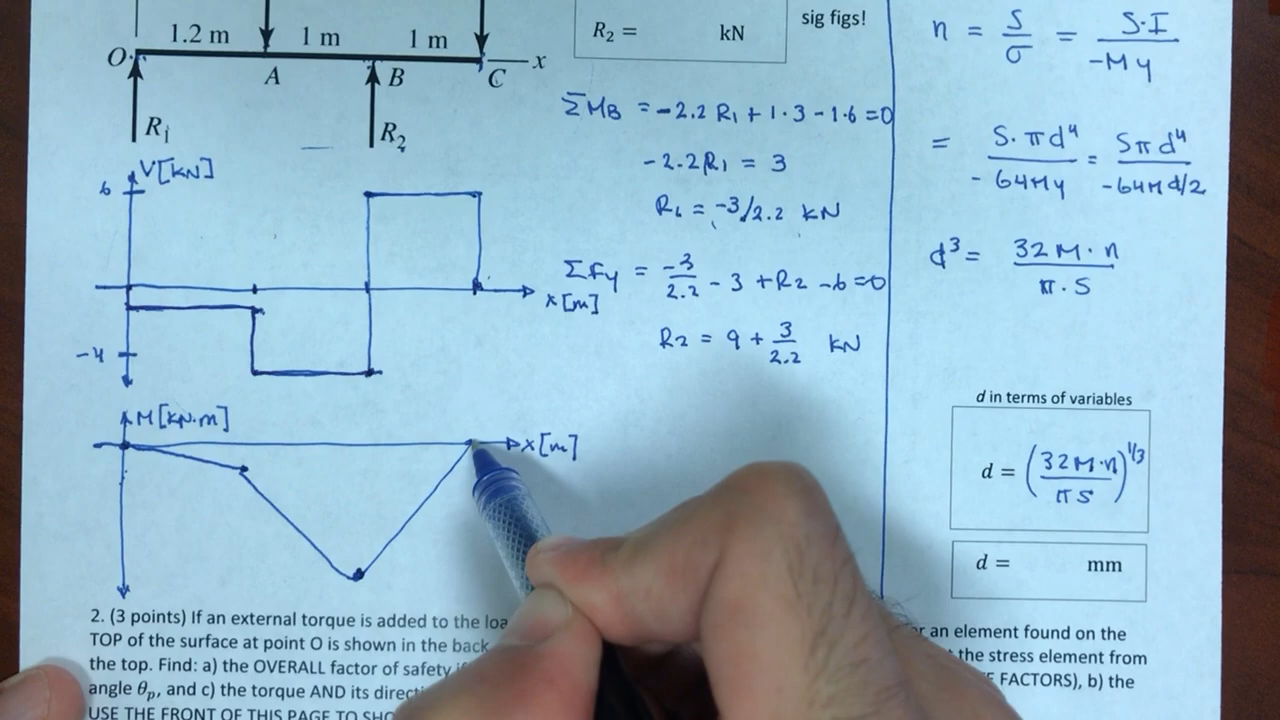 1.2 m 1 m 1 m
O A B C x
R₁ R₂
V[kN]
6
-4
x[m]
M[kN·m]
x[m]
R₂ = kN
sig figs!
ΣMB = -2.2 R₁ + 1·3 - 1·6 = 0
-2.2R₁ = 3
R₁ = -3/2.2 kN
ΣFy = -3/2.2 - 3 + R2 - 6 = 0
R2 = 9 + 3/2.2 kN
n = S/σ = S·I/-My
= S·πd⁴/-64My = Sπd⁴/-64M d/2
d³ = 32M·n/π·S
d in terms of variables
d = (32M·n/πS)^1/3
d = mm
2. (3 points) If an external torque is added to the loa
r an element found on the
TOP of the surface at point O is shown in the back
the stress element from
the top. Find: a) the OVERALL factor of safety
FACTORS), b) the
angle θp, and c) the torque AND its direct
USE THE FRONT OF THIS PAGE TO SHO